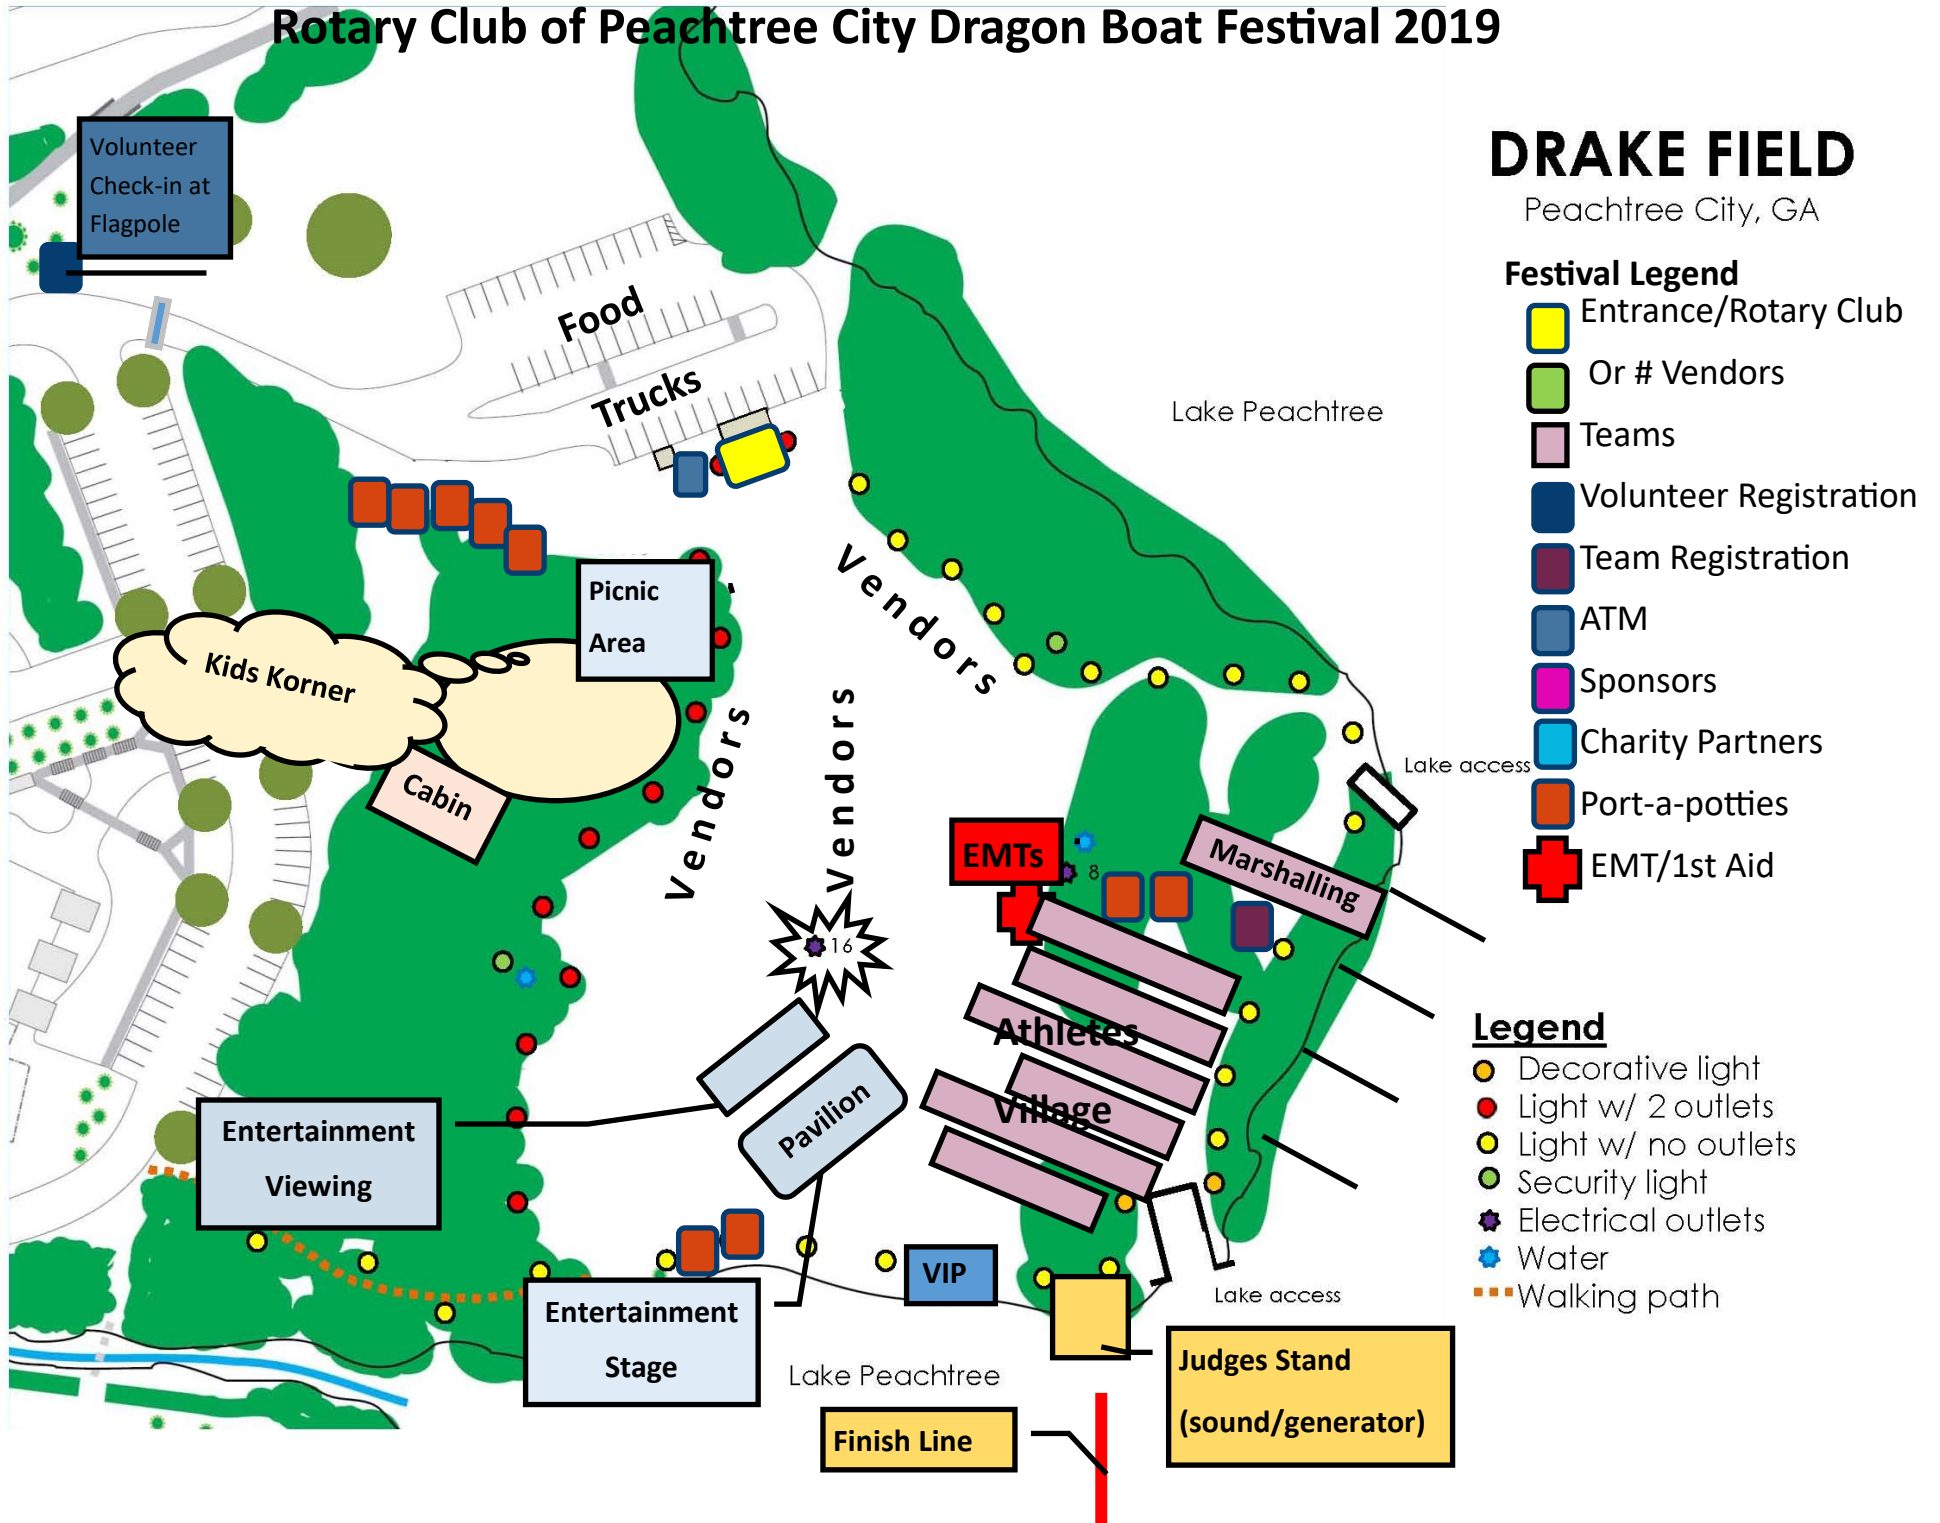 Rotary Club of Peachtree City Dragon Boat Festival 2019
Volunteer
Check-in at
Flagpole
Food
Trucks
Lake Peachtree
Vendors
Picnic
Area
Kids Korner
Cabin
Vendors
Vendors
Lake access
EMTs
8
Marshalling
16
Athletes
Village
Pavilion
Entertainment
Viewing
Entertainment
Stage
VIP
Lake access
Lake Peachtree
Judges Stand
(sound/generator)
Finish Line
DRAKE FIELD
Peachtree City, GA
Festival Legend
Entrance/Rotary Club
Or # Vendors
Teams
Volunteer Registration
Team Registration
ATM
Sponsors
Charity Partners
Port-a-potties
EMT/1st Aid
Legend
Decorative light
Light w/ 2 outlets
Light w/ no outlets
Security light
Electrical outlets
Water
Walking path